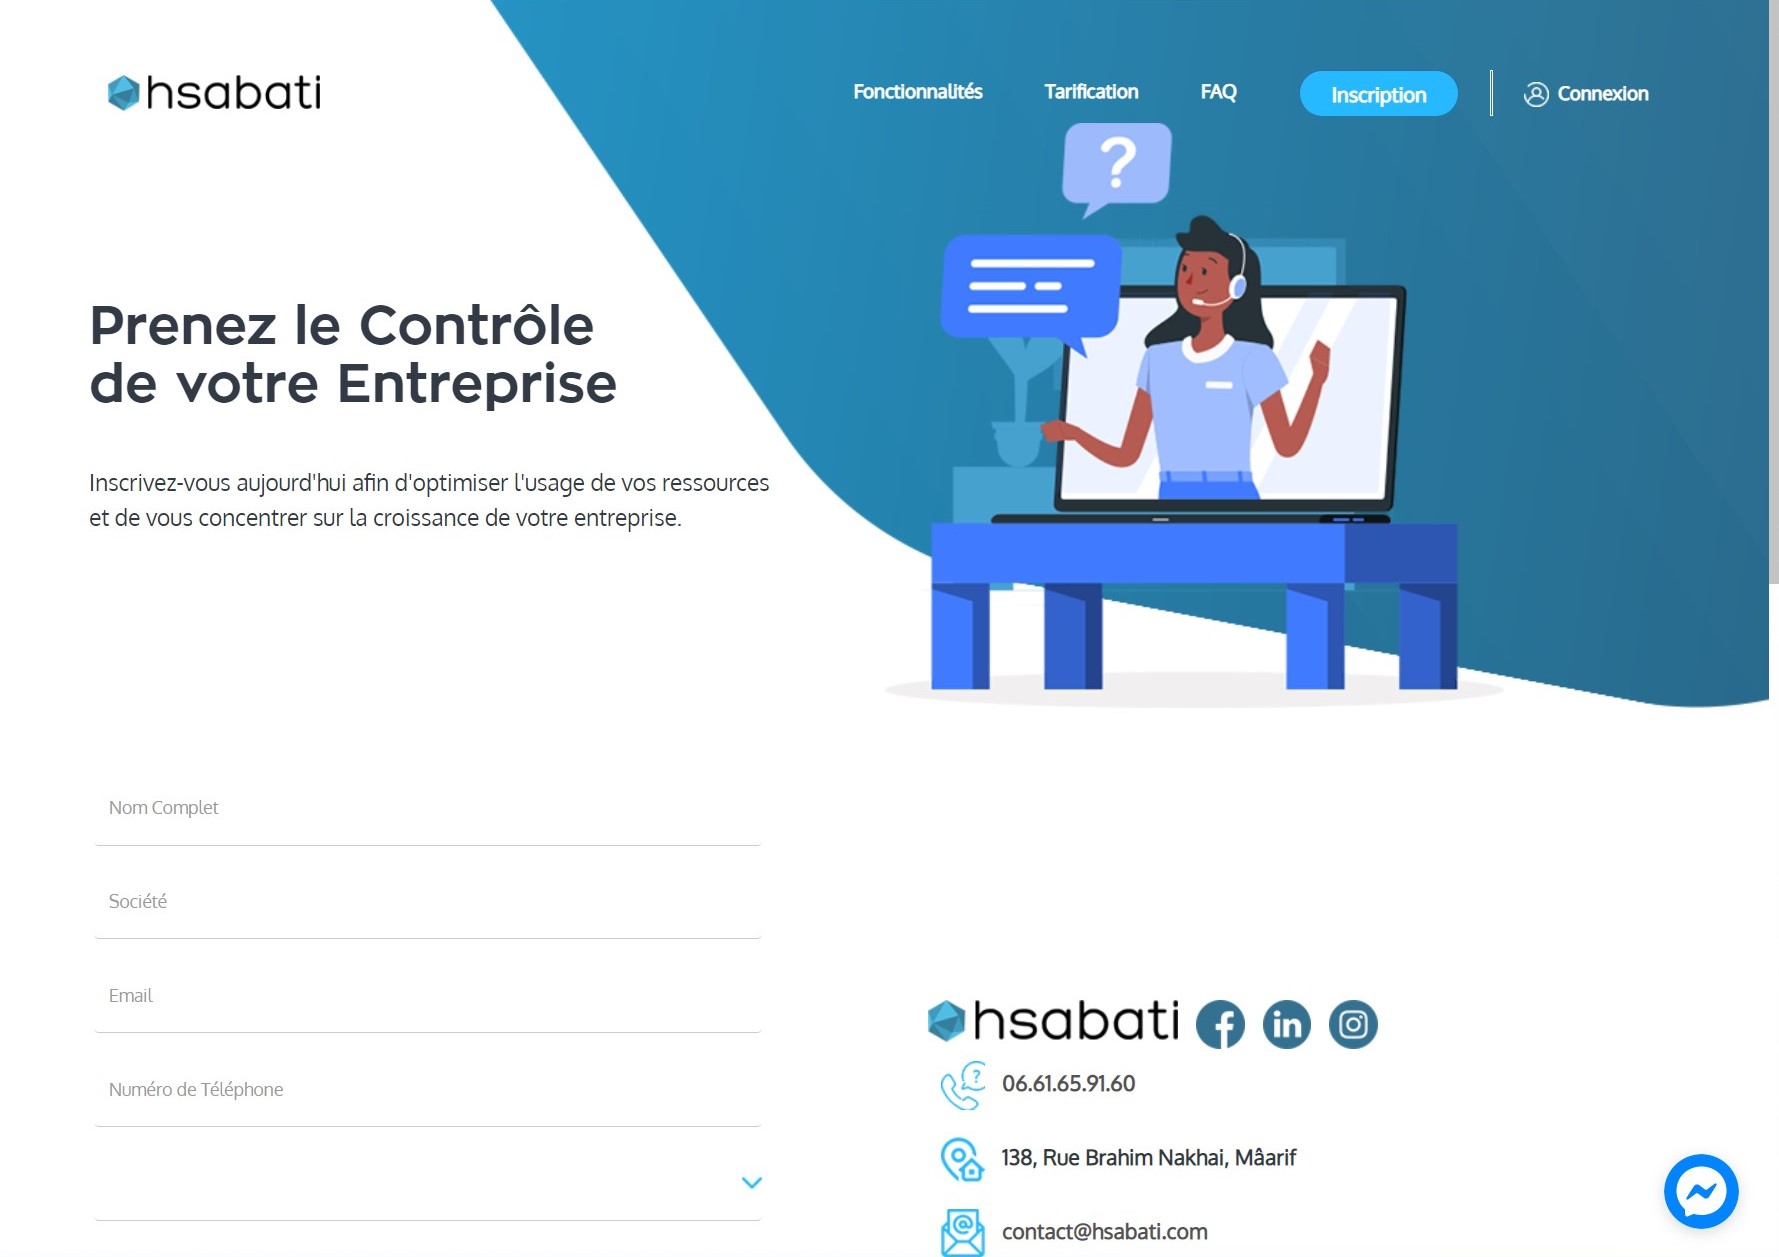 hsabati
Fonctionnalités
Tarification
FAQ
Inscription
Connexion
?
Prenez le Contrôle
de votre Entreprise
Inscrivez-vous aujourd'hui afin d'optimiser l'usage de vos ressources
et de vous concentrer sur la croissance de votre entreprise.
Nom Complet
Société
Email
Numéro de Téléphone
hsabati
06.61.65.91.60
138, Rue Brahim Nakhai, Mâarif
contact@hsabati.com